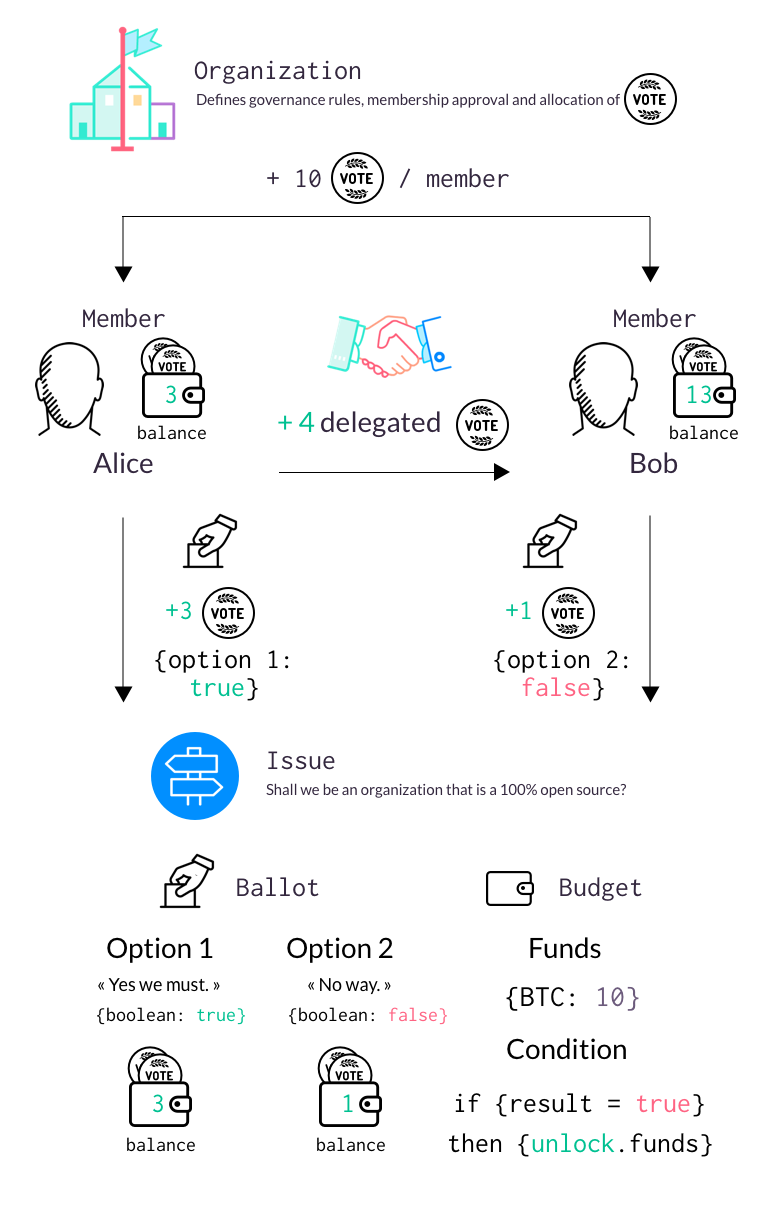 Organization
Defines governance rules, membership approval and allocation of VOTE
+ 10 VOTE / member
Member
Member
VOTE
3
balance
Alice
+ 4 delegated VOTE
VOTE
13
balance
Bob
+3 VOTE
{option 1:
true}
+1 VOTE
{option 2:
false}
Issue
Shall we be an organization that is a 100% open source?
Ballot
Option 1
« Yes we must. »
{boolean: true}
VOTE
3
balance
Option 2
« No way. »
{boolean: false}
VOTE
1
balance
Budget
Funds
{BTC: 10}
Condition
if {result = true}
then {unlock.funds}